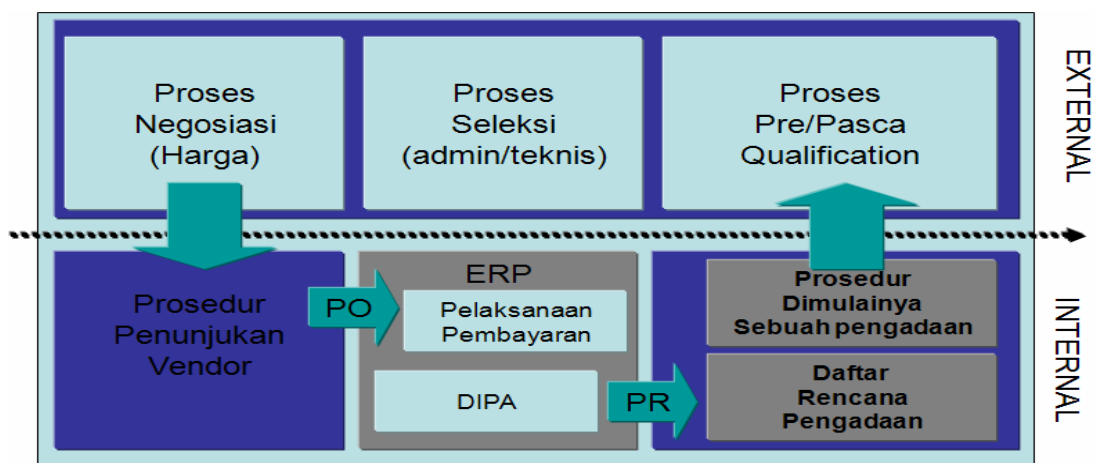 Proses
Negosiasi
(Harga)
Proses
Seleksi
(admin/teknis)
Proses
Pre/Pasca
Qualification
EXTERNAL
Prosedur
Penunjukan
Vendor
PO
ERP
Pelaksanaan
Pembayaran
DIPA
PR
Prosedur
Dimulainya
Sebuah pengadaan
Daftar
Rencana
Pengadaan
INTERNAL